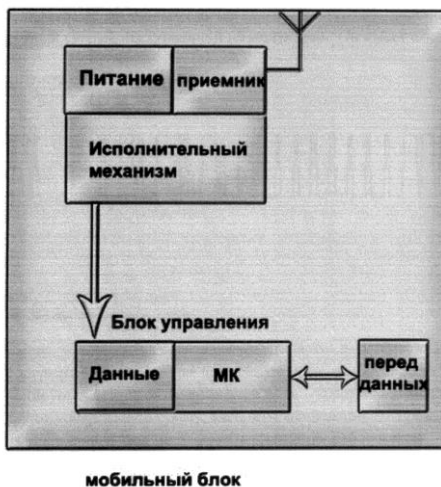 Питание приемник
Исполнительный
механизм
Блок управления
Данные МК перед
данных
мобильный блок